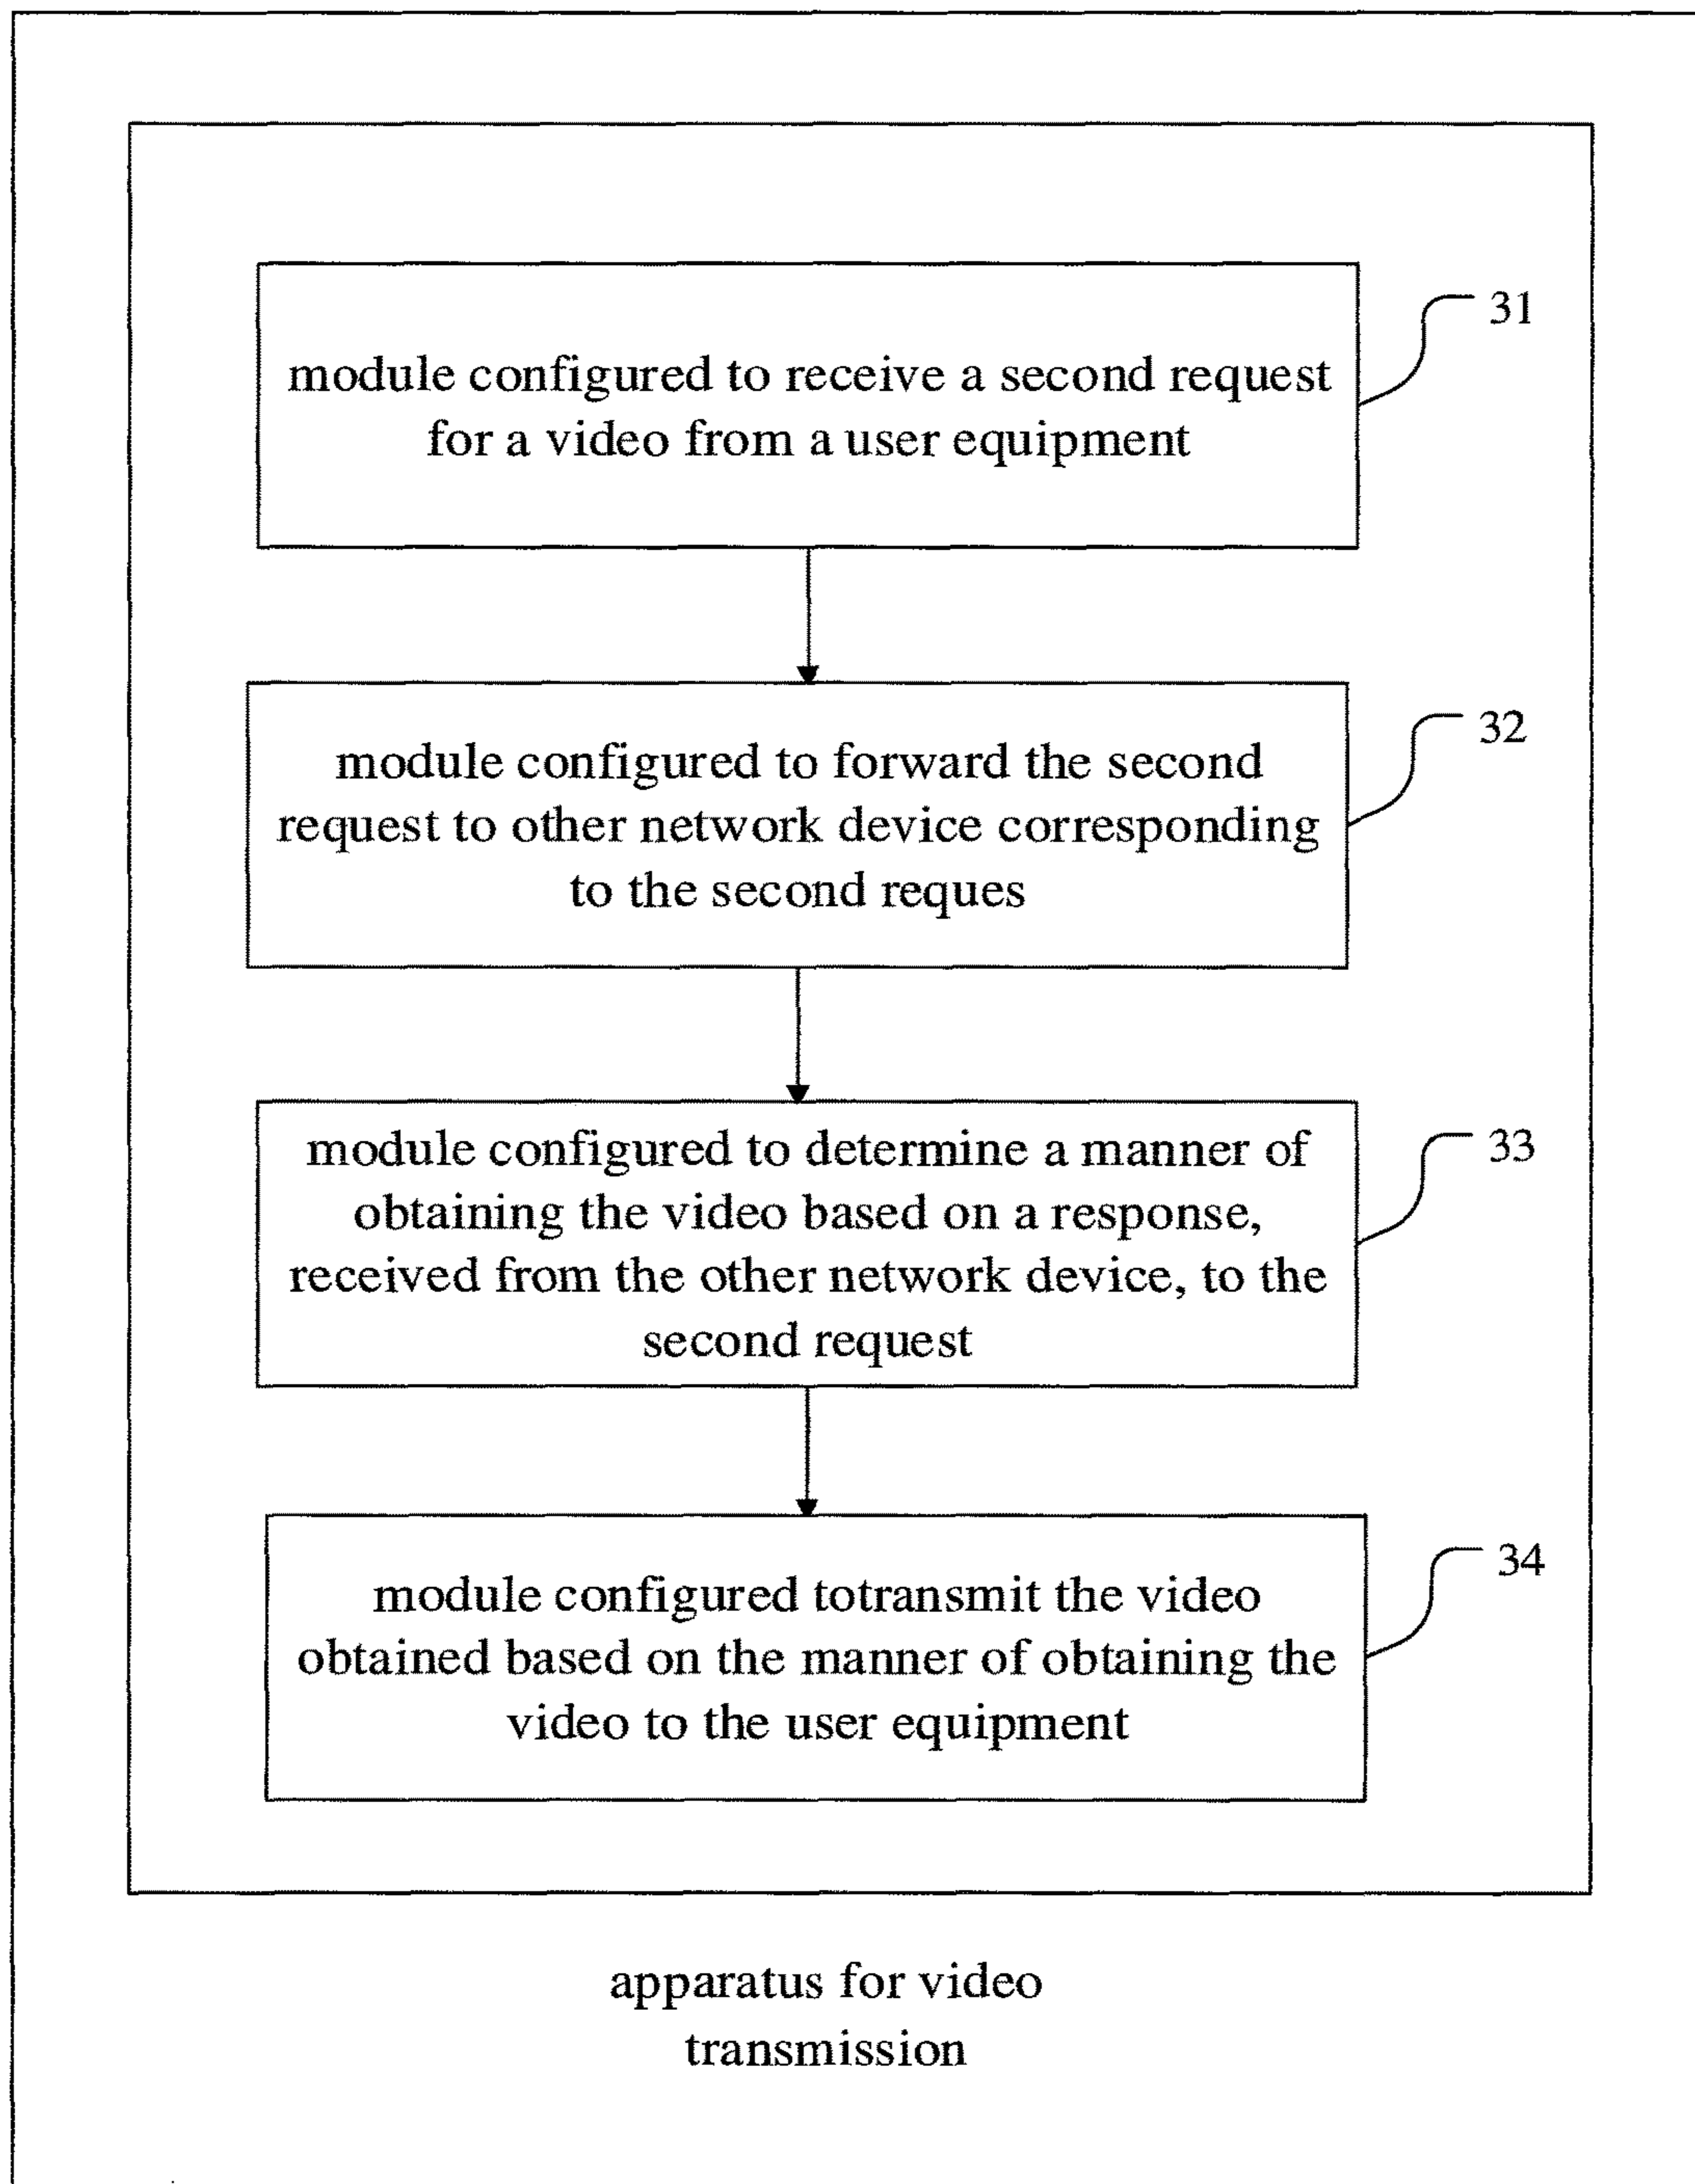 module configured to receive a second request
for a video from a user equipment
31
module configured to forward the second
request to other network device corresponding
to the second reques
32
module configured to determine a manner of
obtaining the video based on a response,
received from the other network device, to the
second request
33
module configured totransmit the video
obtained based on the manner of obtaining the
video to the user equipment
34
apparatus for video
transmission